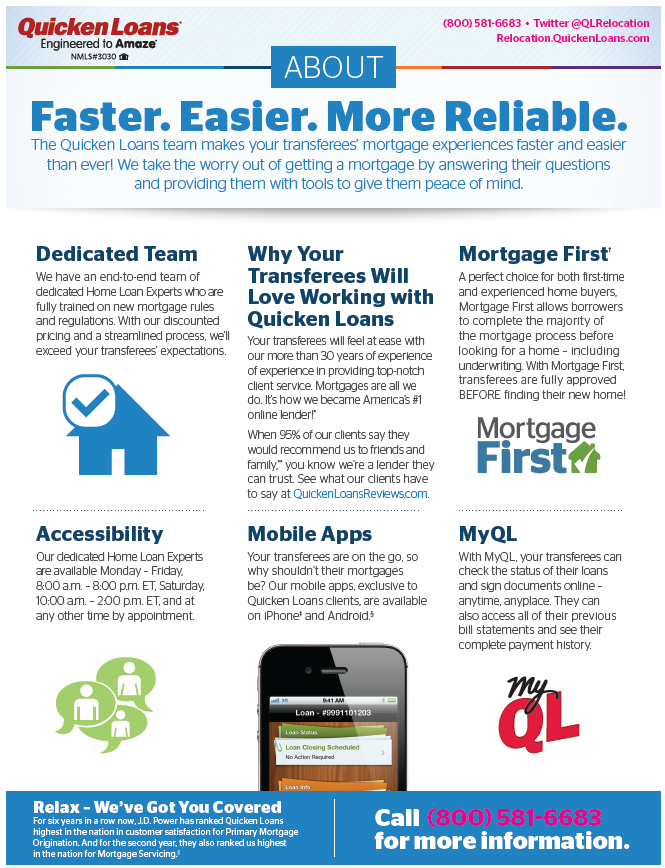 Quicken Loans
Engineered to Amaze
NMLS#3030
(800) 581-6683 • Twitter @QLRelocation
Relocation.QuickenLoans.com
ABOUT
Faster. Easier. More Reliable.
The Quicken Loans team makes your transferees' mortgage experiences faster and easier
than ever! We take the worry out of getting a mortgage by answering their questions
and providing them with tools to give them peace of mind.
Dedicated Team
We have an end-to-end team of
dedicated Home Loan Experts who are
fully trained on new mortgage rules
and regulations. With our discounted
pricing and a streamlined process, we'll
exceed your transferees' expectations.
Why Your
Transferees Will
Love Working with
Quicken Loans
Your transferees will feel at ease with
our more than 30 years of experience
of experience in providing top-notch
client service. Mortgages are all we
do. It's how we became America's #1
online lender!*
When 95% of our clients say they
would recommend us to friends and
family,** you know we're a lender they
can trust. See what our clients have
to say at QuickenLoansReviews.com.
Mortgage First†
A perfect choice for both first-time
and experienced home buyers,
Mortgage First allows borrowers
to complete the majority of
the mortgage process before
looking for a home – including
underwriting. With Mortgage First,
transferees are fully approved
BEFORE finding their new home!
Mortgage
First
Accessibility
Our dedicated Home Loan Experts
are available Monday – Friday,
8:00 a.m. – 8:00 p.m. ET, Saturday,
10:00 a.m. – 2:00 p.m. ET, and at
any other time by appointment.
Mobile Apps
Your transferees are on the go, so
why shouldn't their mortgages
be? Our mobile apps, exclusive to
Quicken Loans clients, are available
on iPhone‡ and Android.§
9:41 AM
Loan - #9991101203
Loan Status
Loan Closing Scheduled
No Action Required
Loan Info
MyQL
With MyQL, your transferees can
check the status of their loans
and sign documents online –
anytime, anyplace. They can
also access all of their previous
bill statements and see their
complete payment history.
My
QL
Relax – We've Got You Covered
For six years in a row now, J.D. Power has ranked Quicken Loans
highest in the nation in customer satisfaction for Primary Mortgage
Origination. And for the second year, they also ranked us highest
in the nation for Mortgage Servicing.||
Call (800) 581-6683
for more information.